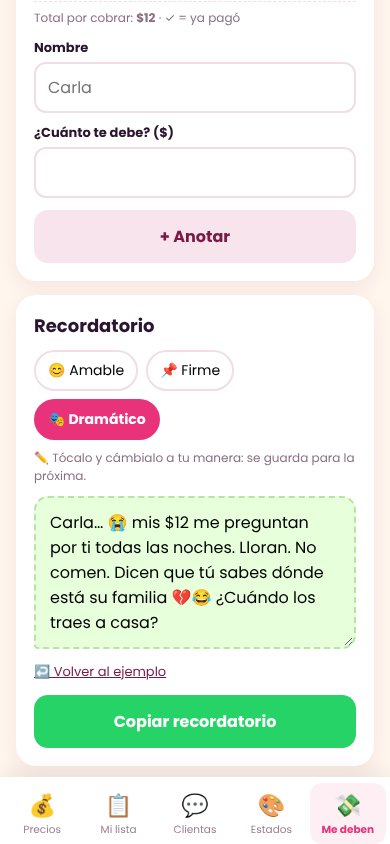 Total por cobrar: $12 · ✓ = ya pagó
Nombre
Carla
¿Cuánto te debe? ($)
+ Anotar
Recordatorio
😊 Amable
📌 Firme
🎭 Dramático
✏️ Tócalo y cámbialo a tu manera: se guarda para la
próxima.
Carla... 😭 mis $12 me preguntan
por ti todas las noches. Lloran. No
comen. Dicen que tú sabes dónde
está su familia 💔😂 ¿Cuándo los
traes a casa?
↩️ Volver al ejemplo
Copiar recordatorio
Precios
Mi lista
Clientas
Estados
Me deben